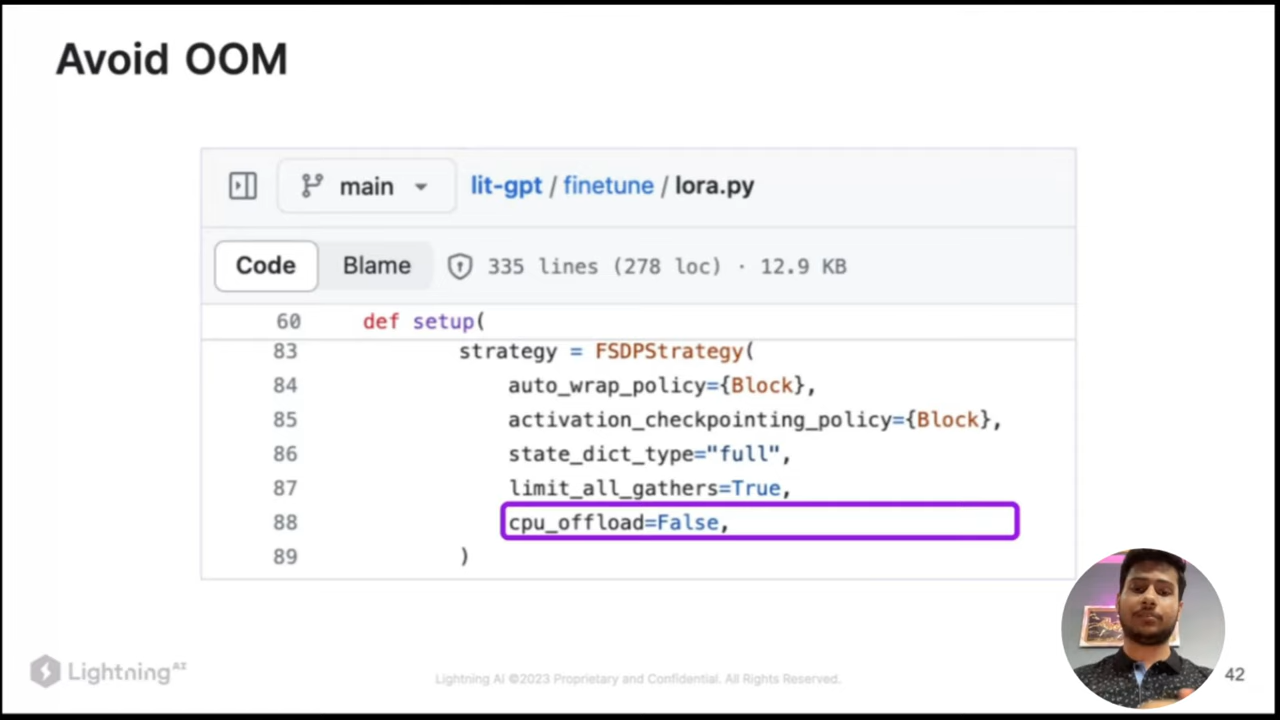 Avoid OOM
main lit-gpt / finetune / lora.py
Code Blame 335 lines (278 loc) · 12.9 KB
60 def setup(
83 strategy = FSDPStrategy(
84 auto_wrap_policy={Block},
85 activation_checkpointing_policy={Block},
86 state_dict_type="full",
87 limit_all_gathers=True,
88 cpu_offload=False,
89 )
Lightning AI
Lightning AI ©2023 Proprietary and Confidential. All Rights Reserved.
42